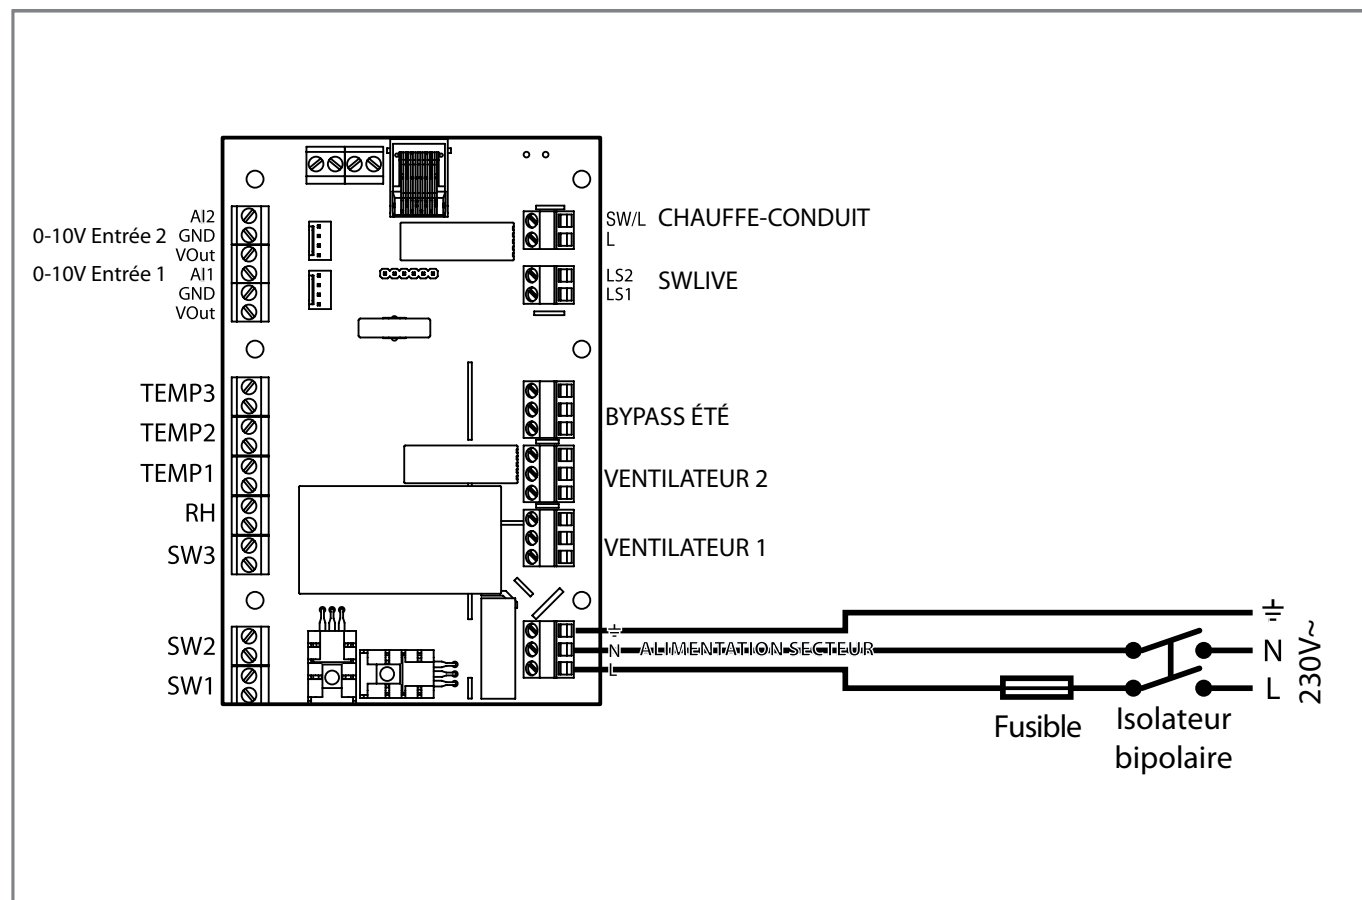 AI2
0-10V Entrée 2 GND
VOut
0-10V Entrée 1 AI1
GND
VOut
TEMP3
TEMP2
TEMP1
RH
SW3
SW2
SW1
SW/L CHAUFFE-CONDUIT
L
LS2 SWLIVE
LS1
BYPASS ÉTÉ
VENTILATEUR 2
VENTILATEUR 1
N ALIMENTATION SECTEUR
L
N
L
230V~
Fusible
Isolateur
bipolaire